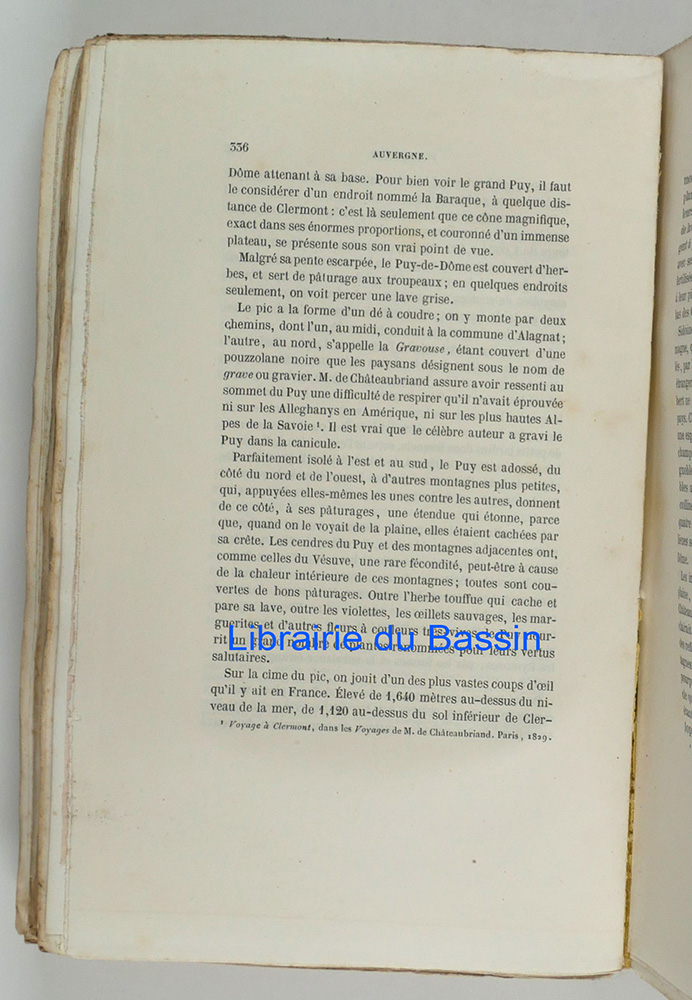 336
AUVERGNE.
Dôme attenant à sa base. Pour bien voir le grand Puy, il faut
le considérer d'un endroit nommé la Baraque, à quelque dis-
tance de Clermont : c'est là seulement que ce cône magnifique,
exact dans ses énormes proportions, et couronné d'un immense
plateau, se présente sous son vrai point de vue.
Malgré sa pente escarpée, le Puy-de-Dôme est couvert d'her-
bes, et sert de pâturage aux troupeaux ; en quelques endroits
seulement, on voit percer une lave grise.
Le pic a la forme d'un dé à coudre ; on y monte par deux
chemins, dont l'un, au midi, conduit à la commune d'Alagnat ;
l'autre, au nord, s'appelle la Gravouse, étant couvert d'une
pouzzolane noire que les paysans désignent sous le nom de
grave ou gravier. M. de Châteaubriand assure avoir ressenti au
sommet du Puy une difficulté de respirer qu'il n'avait éprouvée
ni sur les Alleghanys en Amérique, ni sur les plus hautes Al-
pes de la Savoie ¹. Il est vrai que le célèbre auteur a gravi le
Puy dans la canicule.
Parfaitement isolé à l'est et au sud, le Puy est adossé, du
côté du nord et de l'ouest, à d'autres montagnes plus petites,
qui, appuyées elles-mêmes les unes contre les autres, donnent
de ce côté, à ses pâturages, une étendue qui étonne, parce
que, quand on le voyait de la plaine, elles étaient cachées par
sa crête. Les cendres du Puy et des montagnes adjacentes ont,
comme celles du Vésuve, une rare fécondité, peut-être à cause
de la chaleur intérieure de ces montagnes ; toutes sont cou-
vertes de bons pâturages. Outre l'herbe touffue qui cache et
pare sa lave, outre les violettes, les œillets sauvages, les mar-
guerites et d'autres fleurs à couleurs très-vives, le Puy nour-
rit un grand nombre de plantes renommées pour leurs vertus
salutaires.
Librairie du Bassin
Sur la cime du pic, on jouit d'un des plus vastes coups d'œil
qu'il y ait en France. Élevé de 1,640 mètres au-dessus du ni-
veau de la mer, de 1,120 au-dessus du sol inférieur de Cler-
¹ Voyage à Clermont, dans les Voyages de M. de Châteaubriand. Paris, 1829.